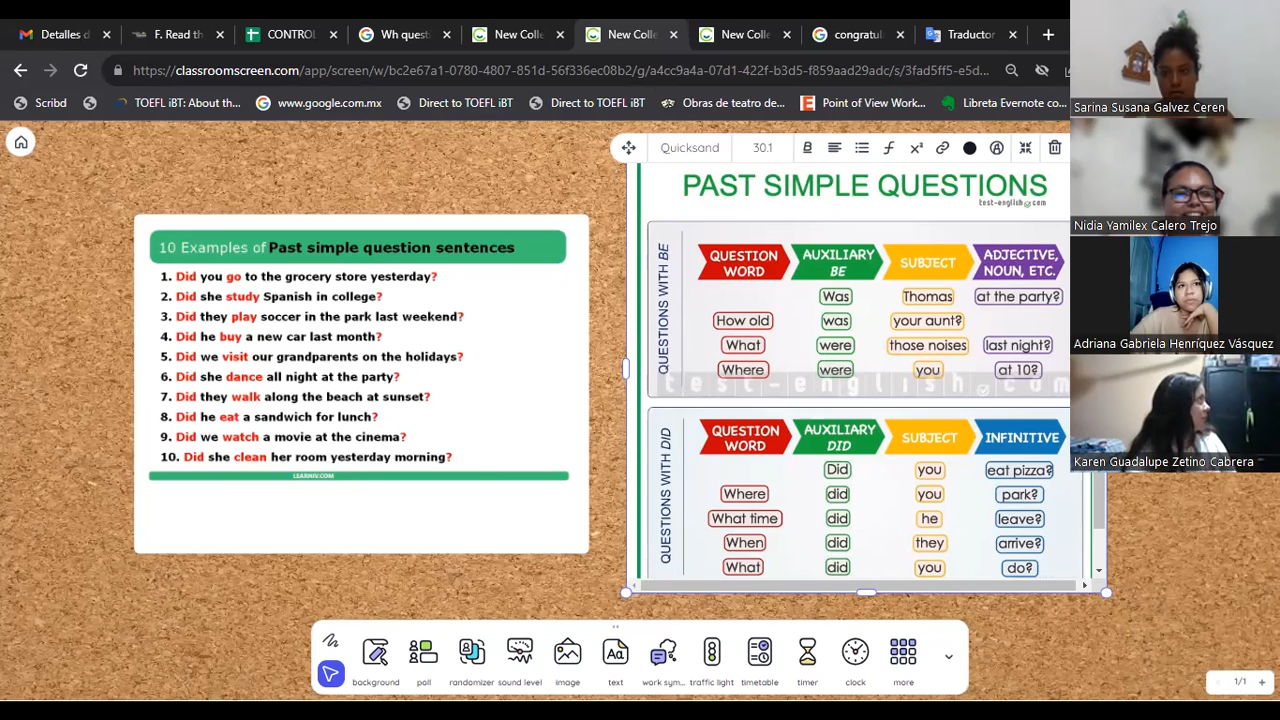 Detalles d
F. Read th
CONTROL
Wh quest
New Colle
New Colle
New Colle
congratul
Traductor
https://classroomscreen.com/app/screen/w/bc2e67a1-0780-4807-851d-56f336ec08b2/g/a4cc9a4a-07d1-422f-b3d5-f859aad29adc/s/3fad5ff5-e5d...
Scribd
TOEFL iBT: About th...
www.google.com.mx
Direct to TOEFL iBT
Direct to TOEFL iBT
Obras de teatro de...
Point of View Work...
Libreta Evernote co...
Sarina Susana Galvez Ceren
Nidia Yamilex Calero Trejo
Adriana Gabriela Henríquez Vásquez
Karen Guadalupe Zetino Cabrera
10 Examples of Past simple question sentences
1. Did you go to the grocery store yesterday?
2. Did she study Spanish in college?
3. Did they play soccer in the park last weekend?
4. Did he buy a new car last month?
5. Did we visit our grandparents on the holidays?
6. Did she dance all night at the party?
7. Did they walk along the beach at sunset?
8. Did he eat a sandwich for lunch?
9. Did we watch a movie at the cinema?
10. Did she clean her room yesterday morning?
LEARHIV.COM
Quicksand 30.1
PAST SIMPLE QUESTIONS
test-english.com
QUESTIONS WITH BE
QUESTION WORD AUXILIARY BE SUBJECT ADJECTIVE, NOUN, ETC.
Was Thomas at the party?
How old was your aunt?
What were those noises last night?
Where were you at 10?
test-english.com
QUESTIONS WITH DID
QUESTION WORD AUXILIARY DID SUBJECT INFINITIVE
Did you eat pizza?
Where did you park?
What time did he leave?
When did they arrive?
What did you do?
background poll randomizer sound level image text work sym... traffic light timetable timer clock more
1/1